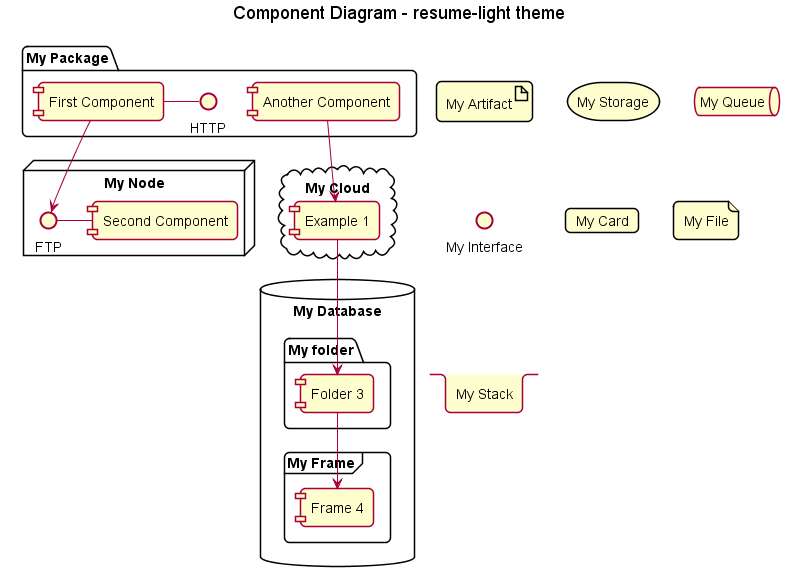 Component Diagram - resume-light theme
My Package
First Component
HTTP
Another Component
My Artifact
My Storage
My Queue
My Node
FTP
Second Component
My Cloud
Example 1
My Interface
My Card
My File
My Database
My folder
Folder 3
My Stack
My Frame
Frame 4